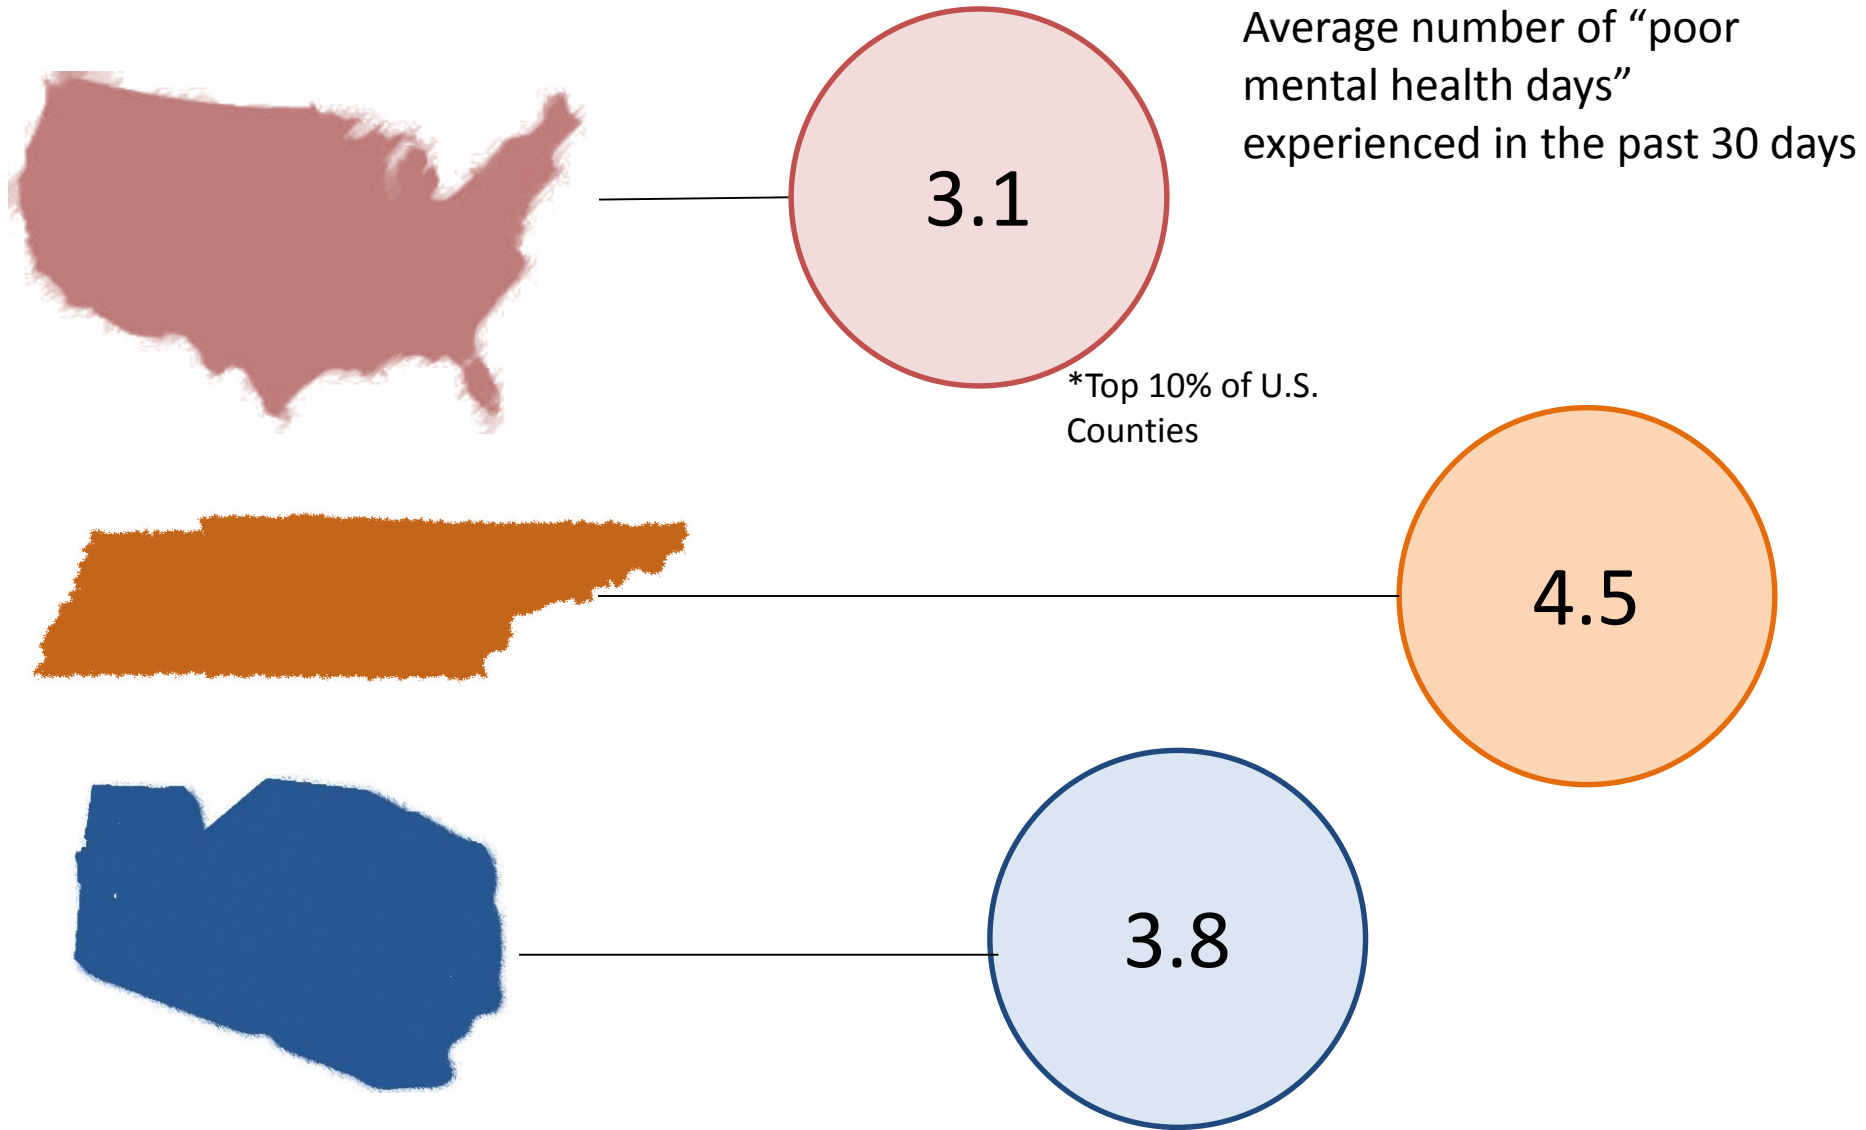 Average number of “poor
mental health days”
experienced in the past 30 days
3.1
*Top 10% of U.S.
Counties
4.5
3.8